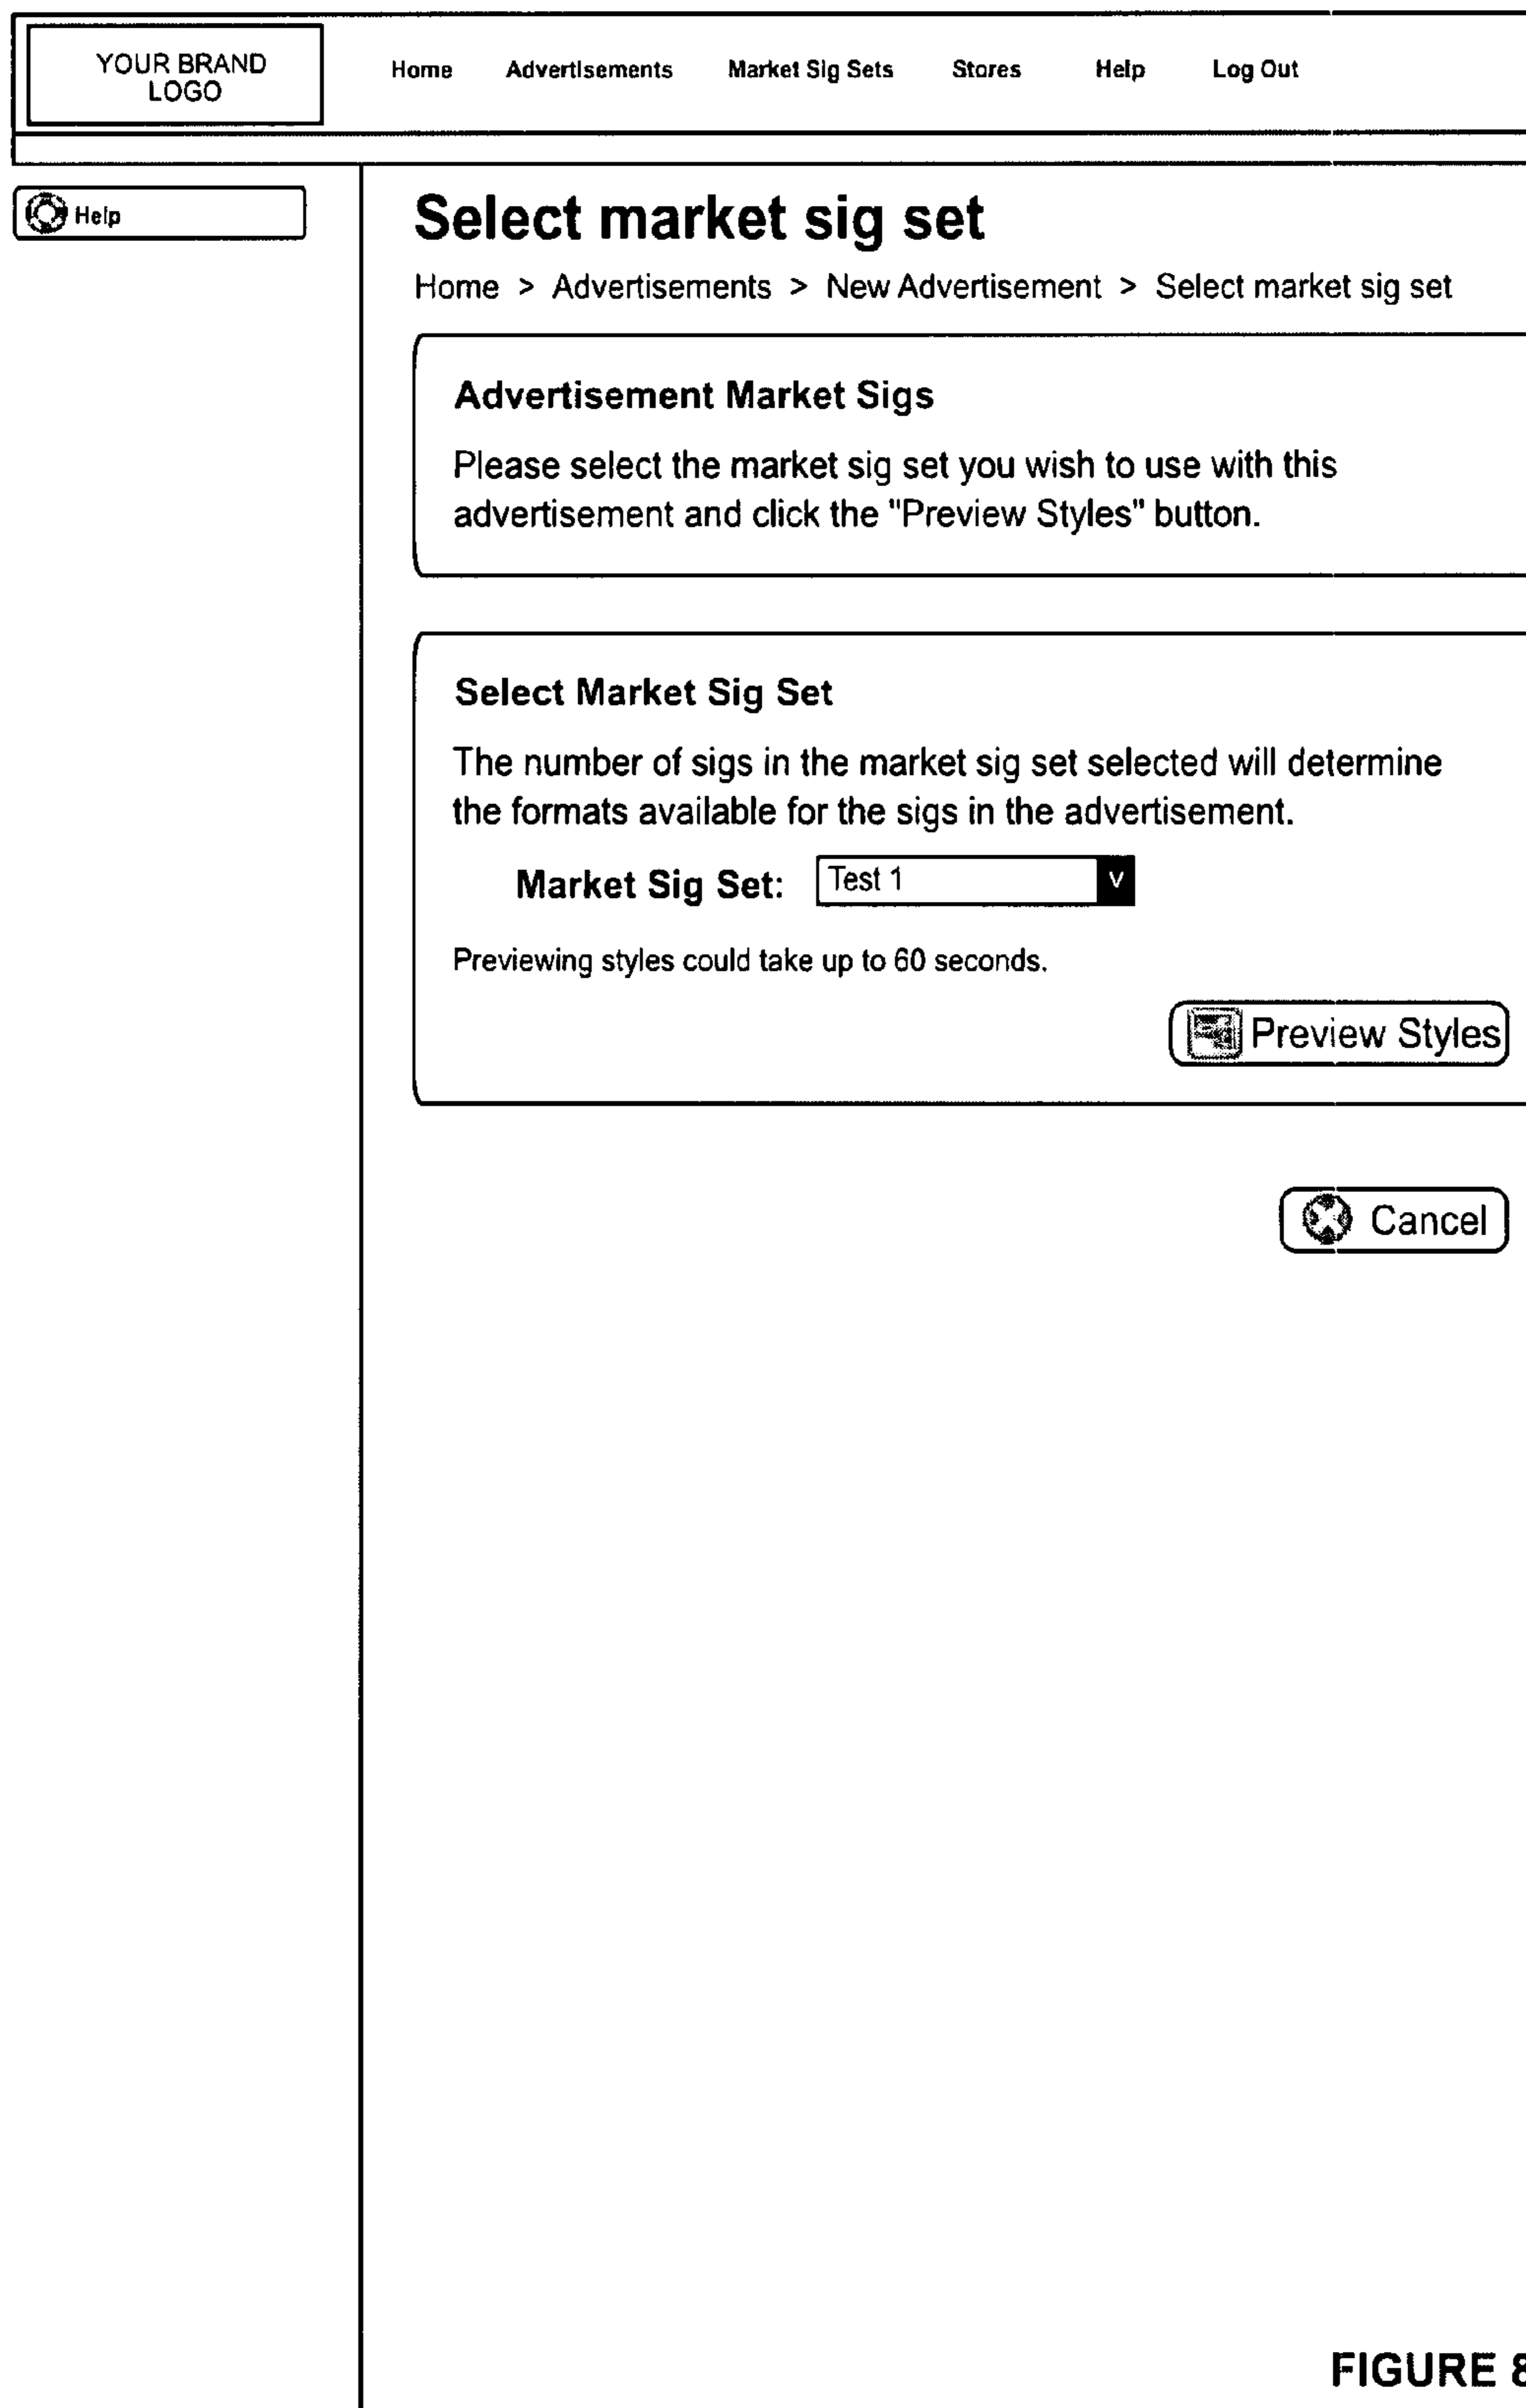 YOUR BRAND
LOGO
Home Advertisements Market Sig Sets Stores Help Log Out
Help
Select market sig set
Home > Advertisements > New Advertisement > Select market sig set
Advertisement Market Sigs
Please select the market sig set you wish to use with this
advertisement and click the "Preview Styles" button.
Select Market Sig Set
The number of sigs in the market sig set selected will determine
the formats available for the sigs in the advertisement.
Market Sig Set: Test 1 v
Previewing styles could take up to 60 seconds.
Preview Styles
Cancel
FIGURE